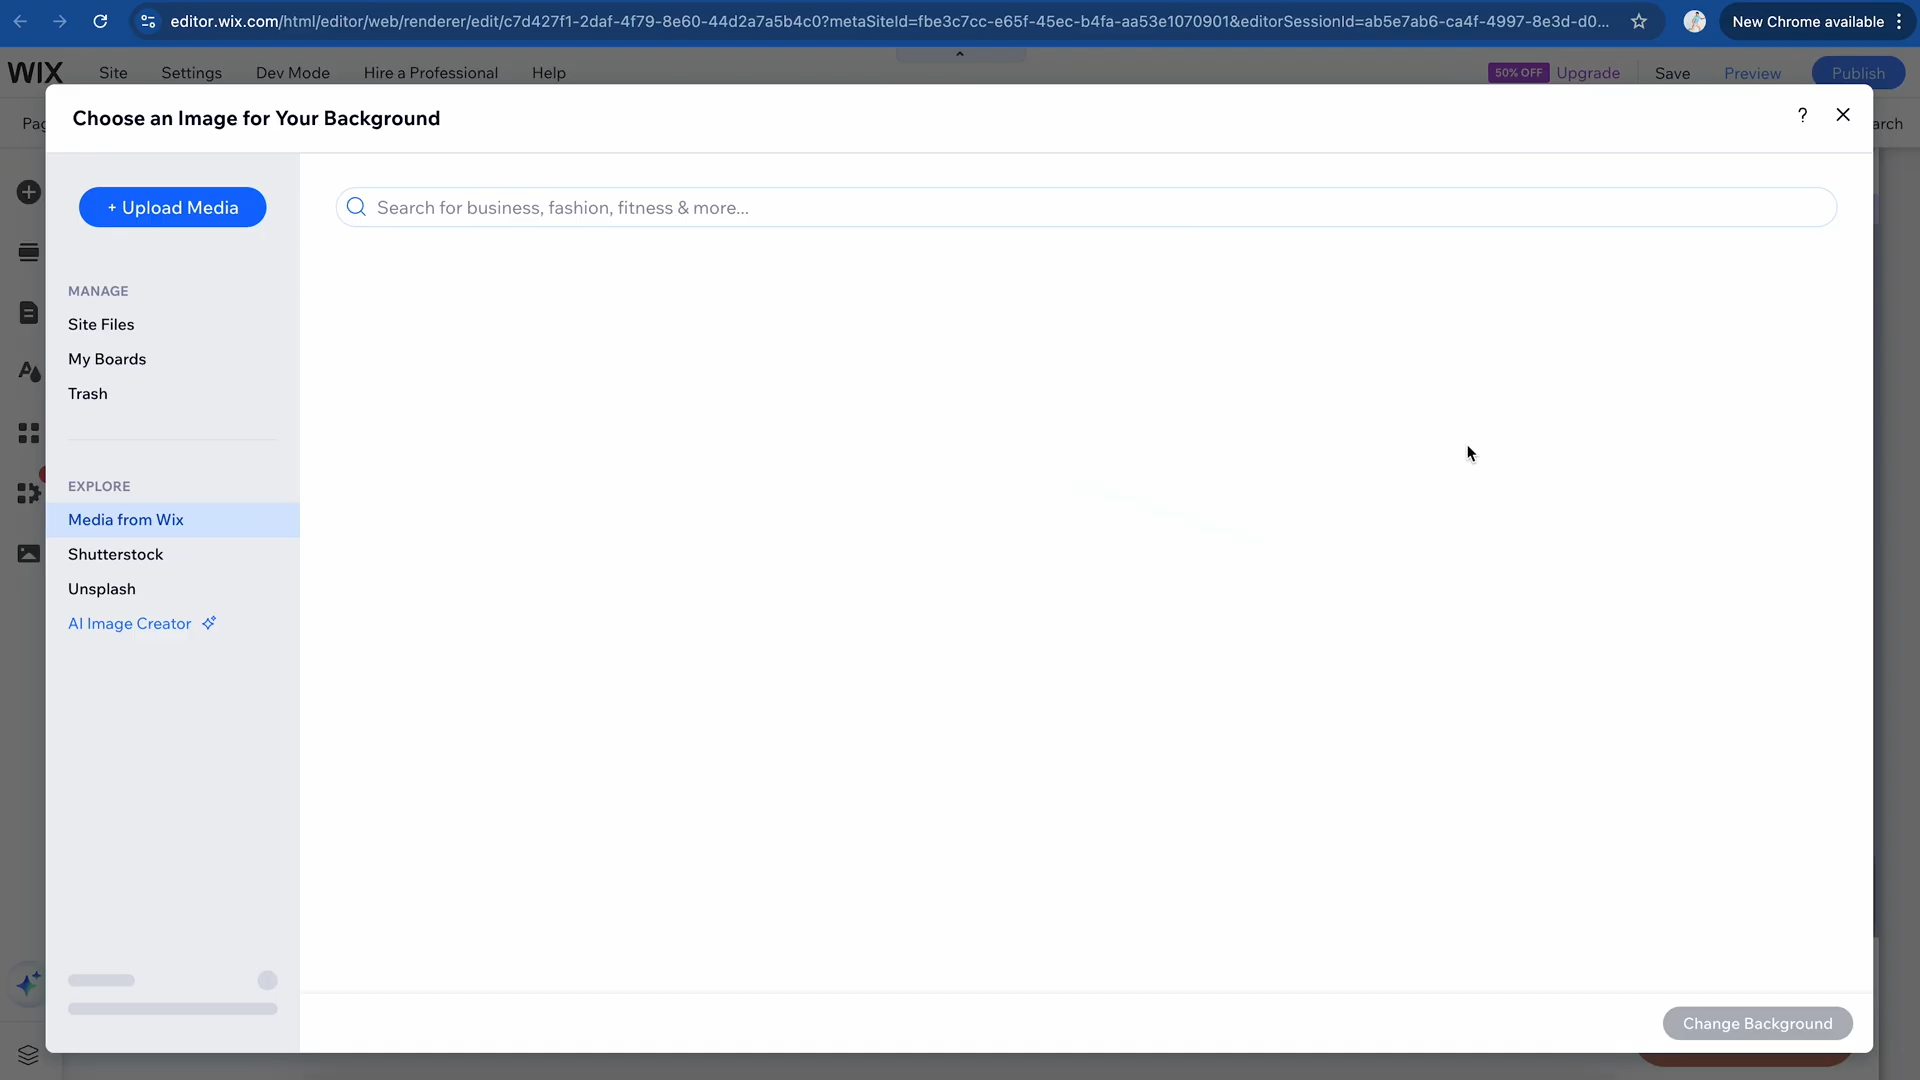 editor.wix.com/html/editor/web/renderer/edit/c7d427f1-2daf-4f79-8e60-44d2a7a5b4c0?metaSiteId=fbe3c7cc-e65f-45ec-b4fa-aa53e1070901&editorSessionId=ab5e7ab6-ca4f-4997-8e3d-d0...
New Chrome available
WIX
Site
Settings
Dev Mode
Hire a Professional
Help
50% OFF
Upgrade
Save
Preview
Publish
Pag
arch
Choose an Image for Your Background
?
+ Upload Media
Search for business, fashion, fitness & more...
MANAGE
Site Files
My Boards
Trash
EXPLORE
Media from Wix
Shutterstock
Unsplash
AI Image Creator
Change Background